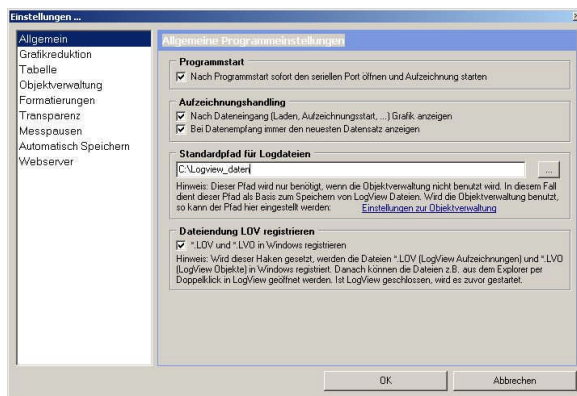 Einstellungen ...
Allgemein
Grafikreduktion
Tabelle
Objektverwaltung
Formatierungen
Transparenz
Messpausen
Automatisch Speichern
Webserver
Allgemeine Programmeinstellungen
Programmstart
Nach Programmstart sofort den seriellen Port öffnen und Aufzeichnung starten
Aufzeichnungshandling
Nach Dateneingang (Laden, Aufzeichnungsstart, ...) Grafik anzeigen
Bei Datenempfang immer den neuesten Datensatz anzeigen
Standardpfad für Logdateien
C:\Logview_daten
...
Hinweis: Dieser Pfad wird nur benötigt, wenn die Objektverwaltung nicht benutzt wird. In diesem Fall
dient dieser Pfad als Basis zum Speichern von LogView Dateien. Wird die Objektverwaltung benutzt,
so kann der Pfad hier eingestellt werden: Einstellungen zur Objektverwaltung
Dateiendung LOV registrieren
*.LOV und *.LVO in Windows registrieren
Hinweis: Wird dieser Haken gesetzt, werden die Dateien *.LOV (LogView Aufzeichnungen) und *.LVO
(LogView Objekte) in Windows registriert. Danach können die Dateien z.B. aus dem Explorer per
Doppelklick in LogView geöffnet werden. Ist LogView geschlossen, wird es zuvor gestartet.
OK
Abbrechen